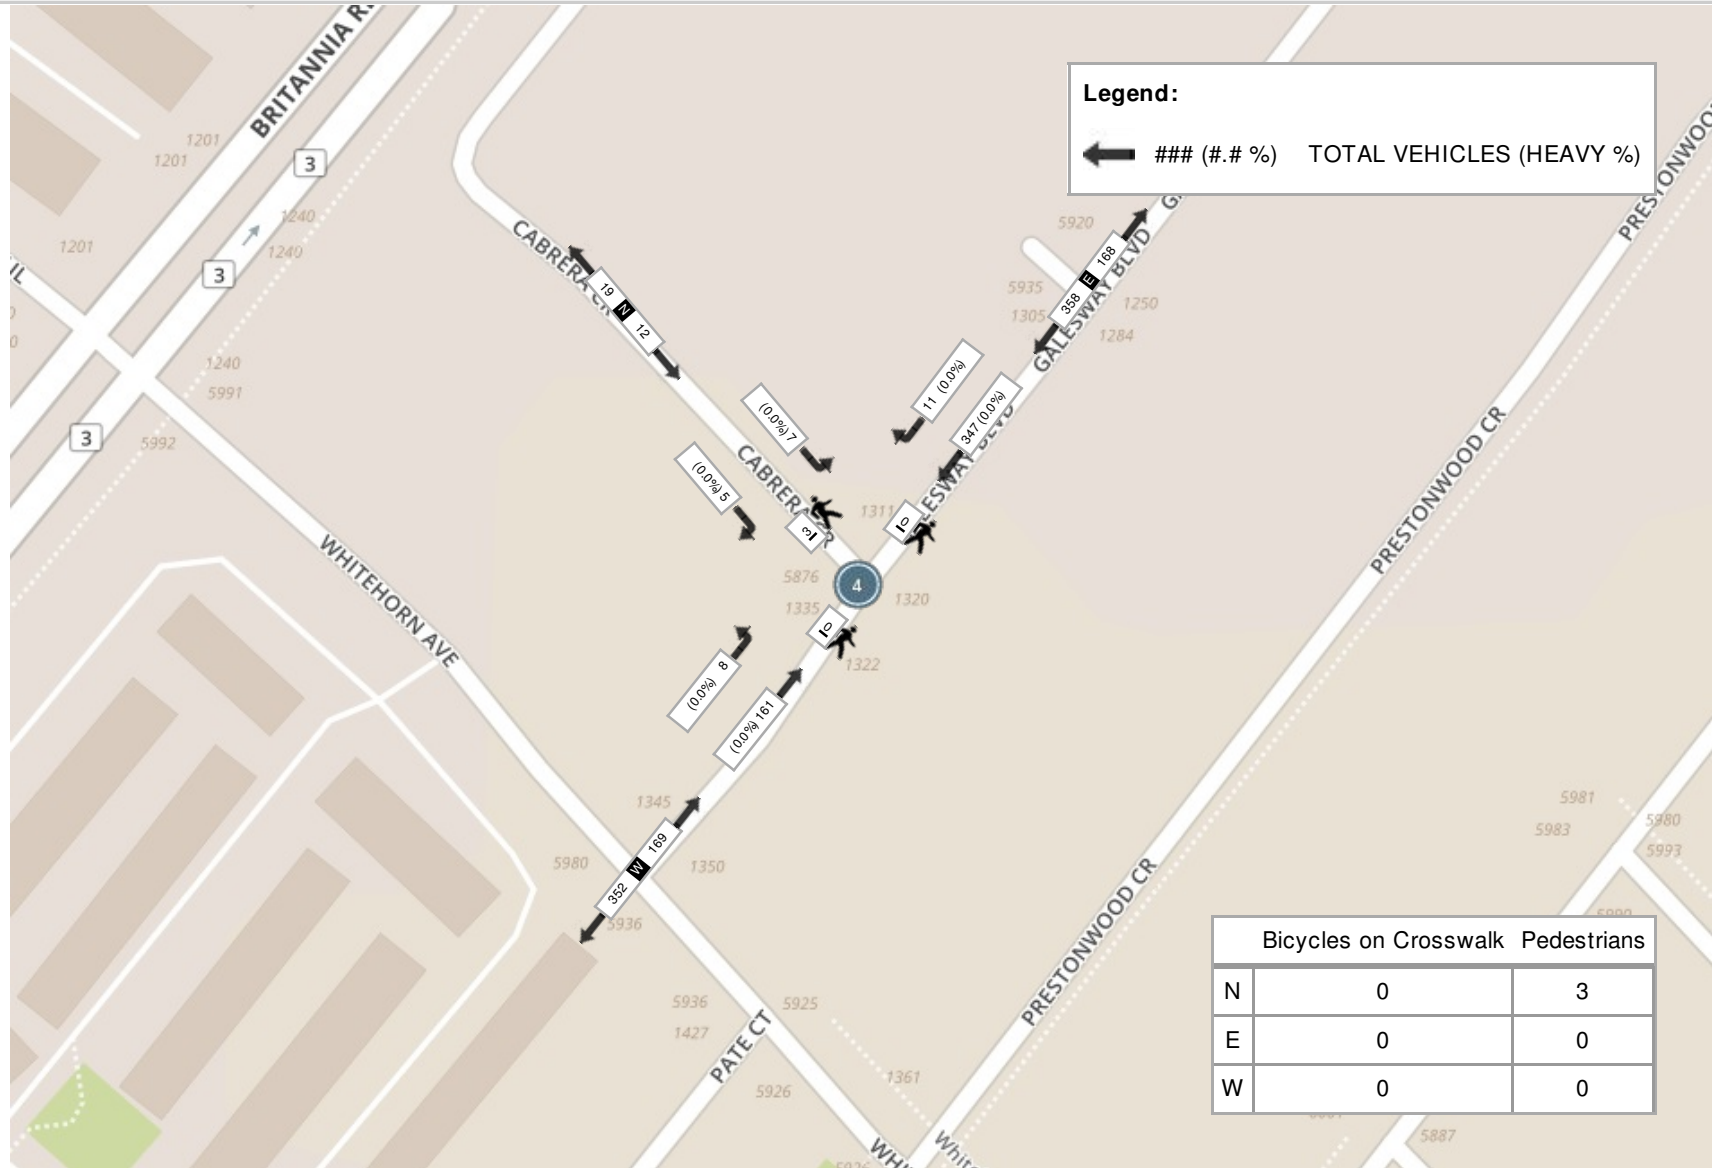 BRITANNIA R
1201
1201
3
1240
1240
1201
3
1240
5991
3
5992
Legend:
### (#.# %) TOTAL VEHICLES (HEAVY %)
PRESTONWOO
5920
CABRERA CR
19 N 12
358 E 168
GALESWAY BLVD
5935
1305
1250
1284
11 (0.0%)
347 (0.0%)
(0.0%) 7
(0.0%) 5
CABRERA CR
3
1311
0
4
5876
1335
1320
0
1322
(0.0%) 8
(0.0%) 161
WHITEHORN AVE
PRESTONWOOD CR
1345
352 W 169
5980
1350
5936
5981
5983
5980
5993
PRESTONWOOD CR
5936
5925
1427
PATE CT
5926
1361
Bicycles on Crosswalk Pedestrians
N 0 3
E 0 0
W 0 0
5887